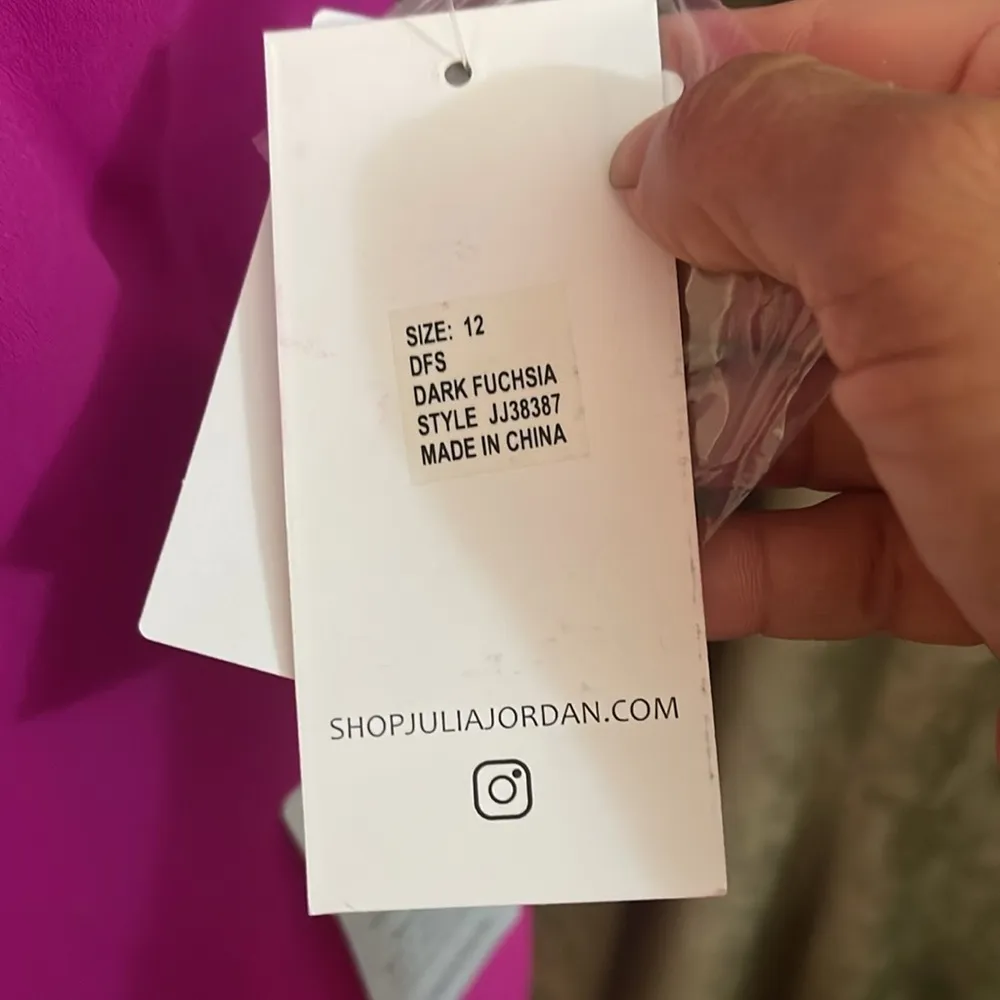 SIZE: 12
DFS
DARK FUCHSIA
STYLE JJ38387
MADE IN CHINA
SHOPJULIAJORDAN.COM